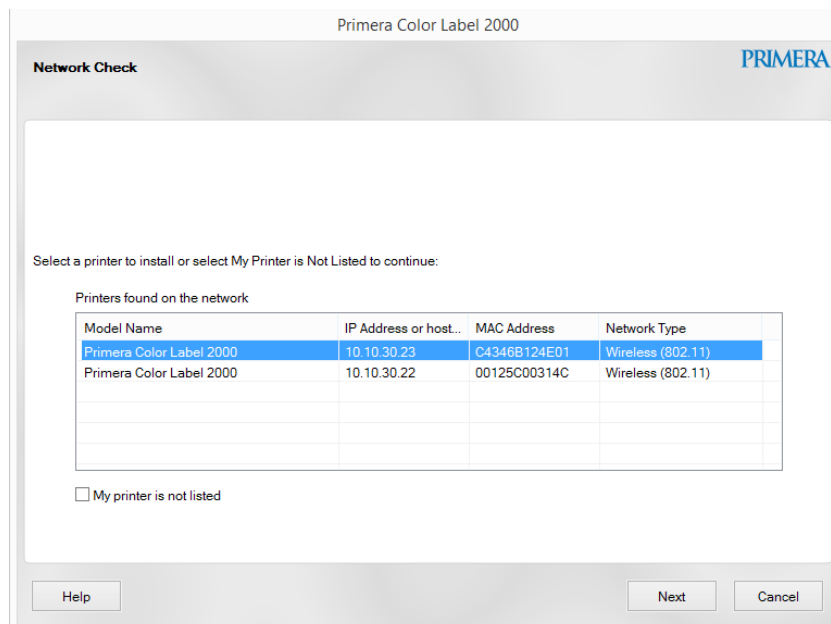 Primera Color Label 2000
Network Check
PRIMERA
Select a printer to install or select My Printer is Not Listed to continue:
Printers found on the network
Model Name IP Address or host... MAC Address Network Type
Primera Color Label 2000 10.10.30.23 C4346B124E01 Wireless (802.11)
Primera Color Label 2000 10.10.30.22 00125C00314C Wireless (802.11)
My printer is not listed
Help Next Cancel